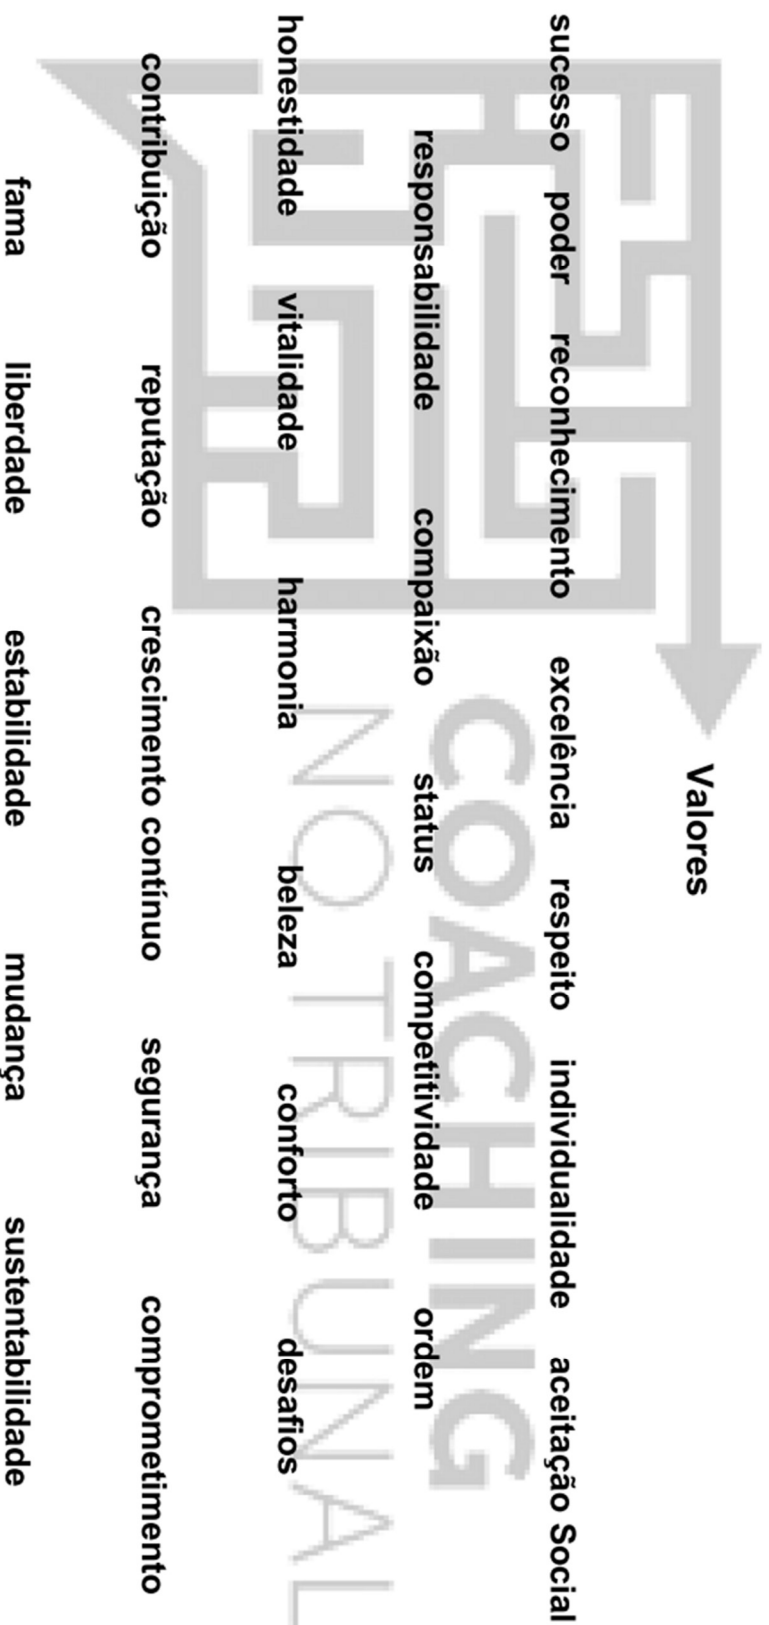 Valores
sucesso poder reconhecimento excelência respeito individualidade aceitação Social
responsabilidade compaixão status competitividade ordem
honestidade vitalidade harmonia beleza conforto desafios
contribuição reputação crescimento contínuo segurança comprometimento
fama liberdade estabilidade mudança sustentabilidade
COACHING
NO TRIBUNAL